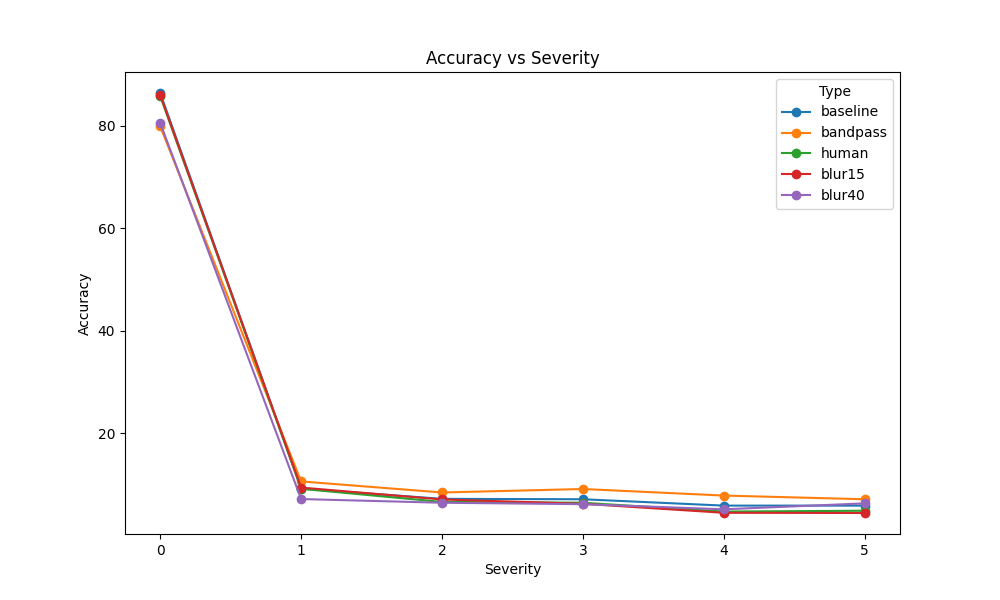 Accuracy vs Severity
Type
baseline
bandpass
human
blur15
blur40
80
60
40
20
Accuracy
0 1 2 3 4 5
Severity